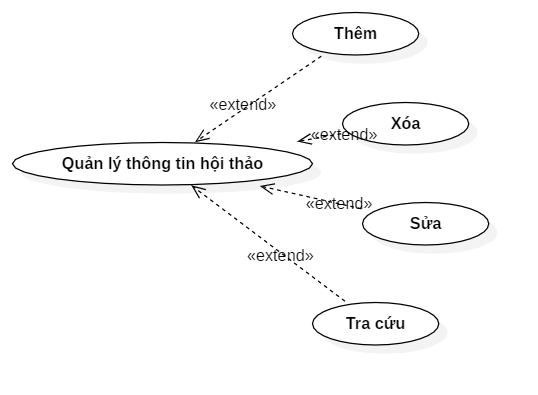 Thêm
«extend»
Xóa
«extend»
Quản lý thông tin hội thảo
«extend»
Sửa
«extend»
Tra cứu